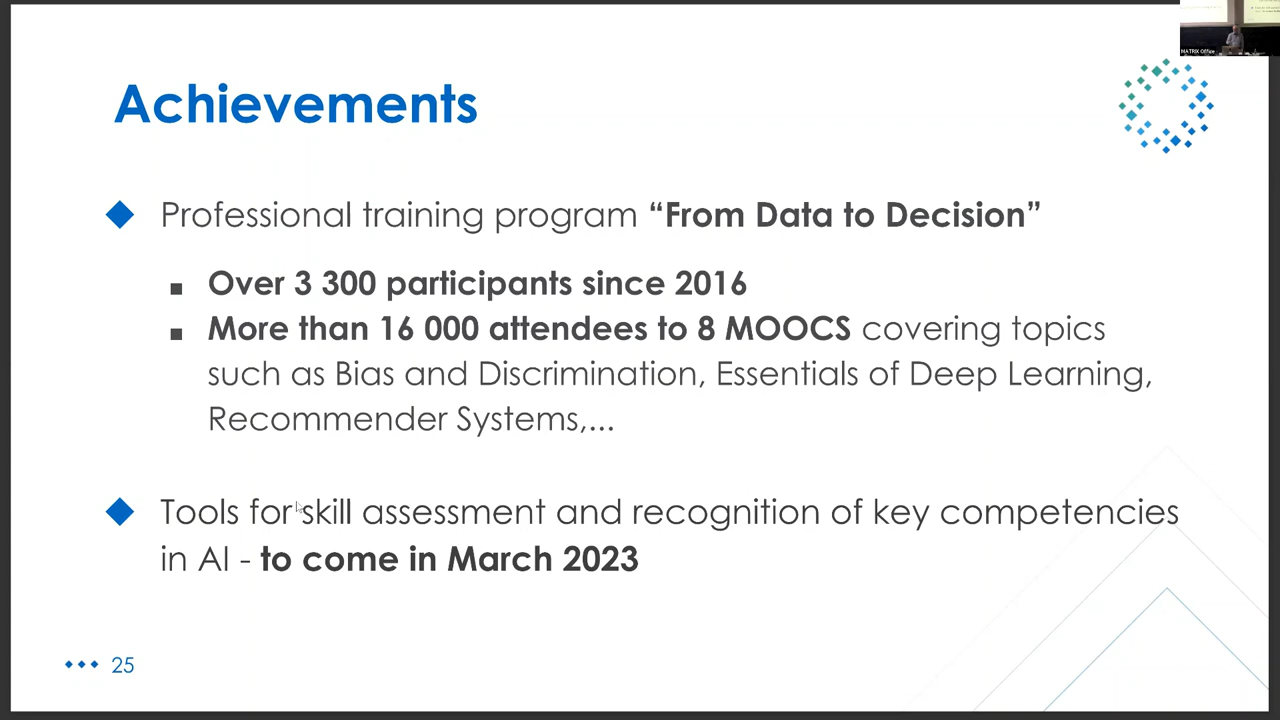 MATRIX Office
Achievements
Professional training program “From Data to Decision”
Over 3 300 participants since 2016
More than 16 000 attendees to 8 MOOCS covering topics
such as Bias and Discrimination, Essentials of Deep Learning,
Recommender Systems,...
Tools for skill assessment and recognition of key competencies
in AI - to come in March 2023
25